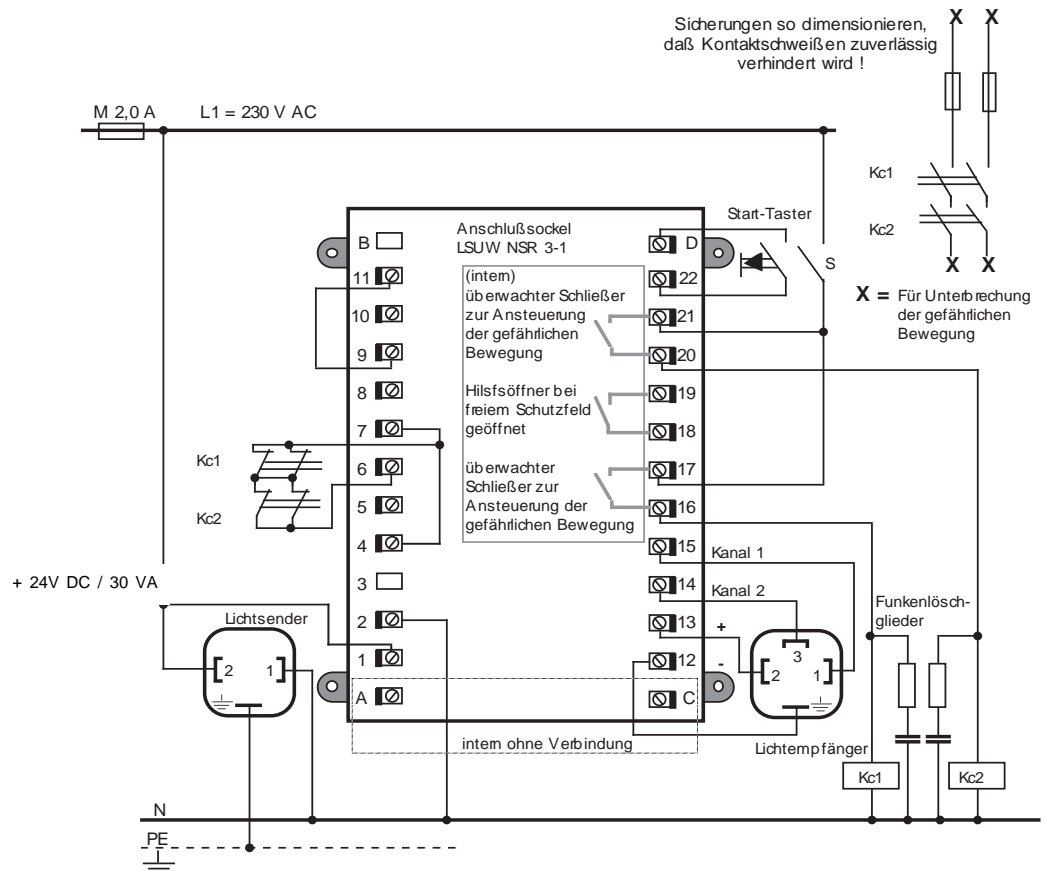 Sicherungen so dimensionieren,
daß Kontaktschweißen zuverlässig
verhindert wird !
X X
M 2,0 A
L1 = 230 V AC
Kc1
Kc2
X X
X = Für Unterbrechung
der gefährlichen
Bewegung
Start-Taster
S
Anschlußsockel
LSUW NSR 3-1
(intern)
überwachter Schließer
zur Ansteuerung
der gefährlichen
Bewegung
Hilsfsöffner bei
freiem Schutzfeld
geöffnet
überwachter
Schließer zur
Ansteuerung der
gefährlichen Bewegung
B
11
10
9
8
7
6
5
4
3
2
1
A
D
22
21
20
19
18
17
16
15
14
13
12
C
Kc1
Kc2
+ 24V DC / 30 VA
Lichtsender
2 1
Kanal 1
Kanal 2
+
-
3
2 1
Lichtempfänger
Funkenlösch-
glieder
Kc1
Kc2
intern ohne Verbindung
N
PE